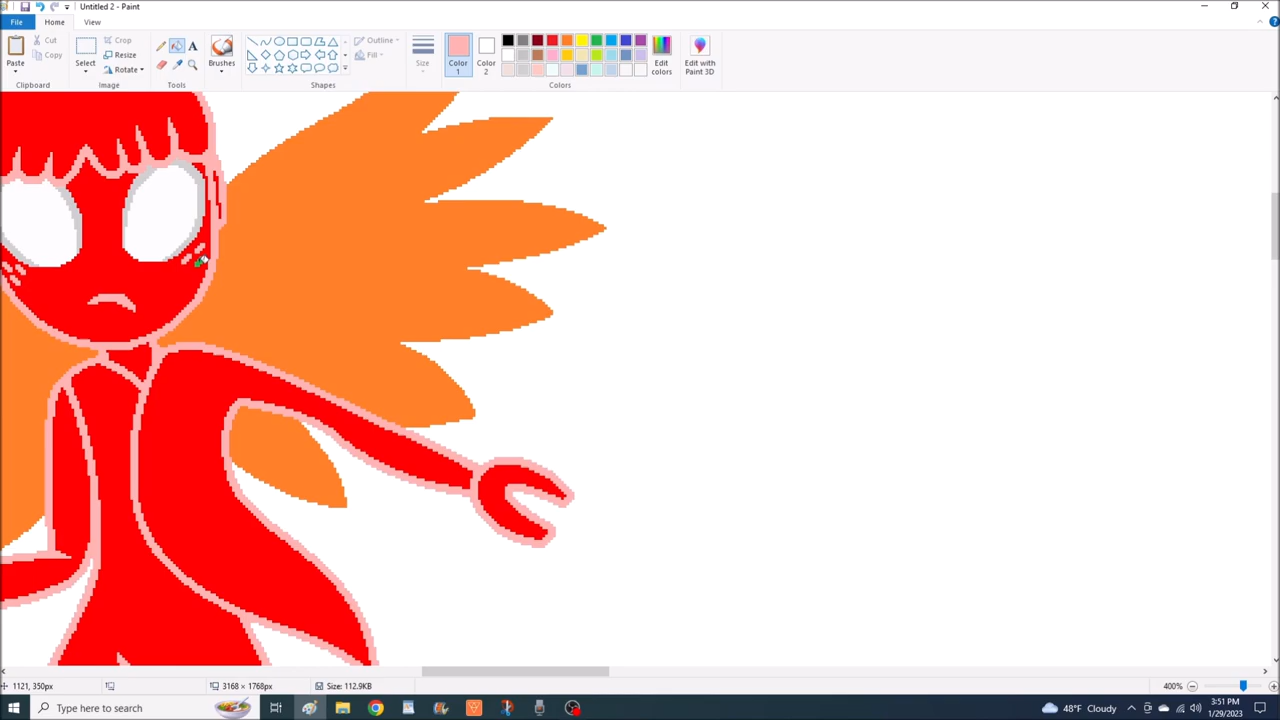 Untitled 2 - Paint
File
Home
View
Paste
Cut
Copy
Clipboard
Select
Crop
Resize
Rotate
Image
A
Tools
Brushes
Outline
Fill
Shapes
Size
Color
1
Color
2
Edit
colors
Edit with
Paint 3D
Colors
1121, 350px
3168 × 1768px
Size: 112.9KB
400%
Type here to search
48°F Cloudy
3:51 PM
1/29/2023